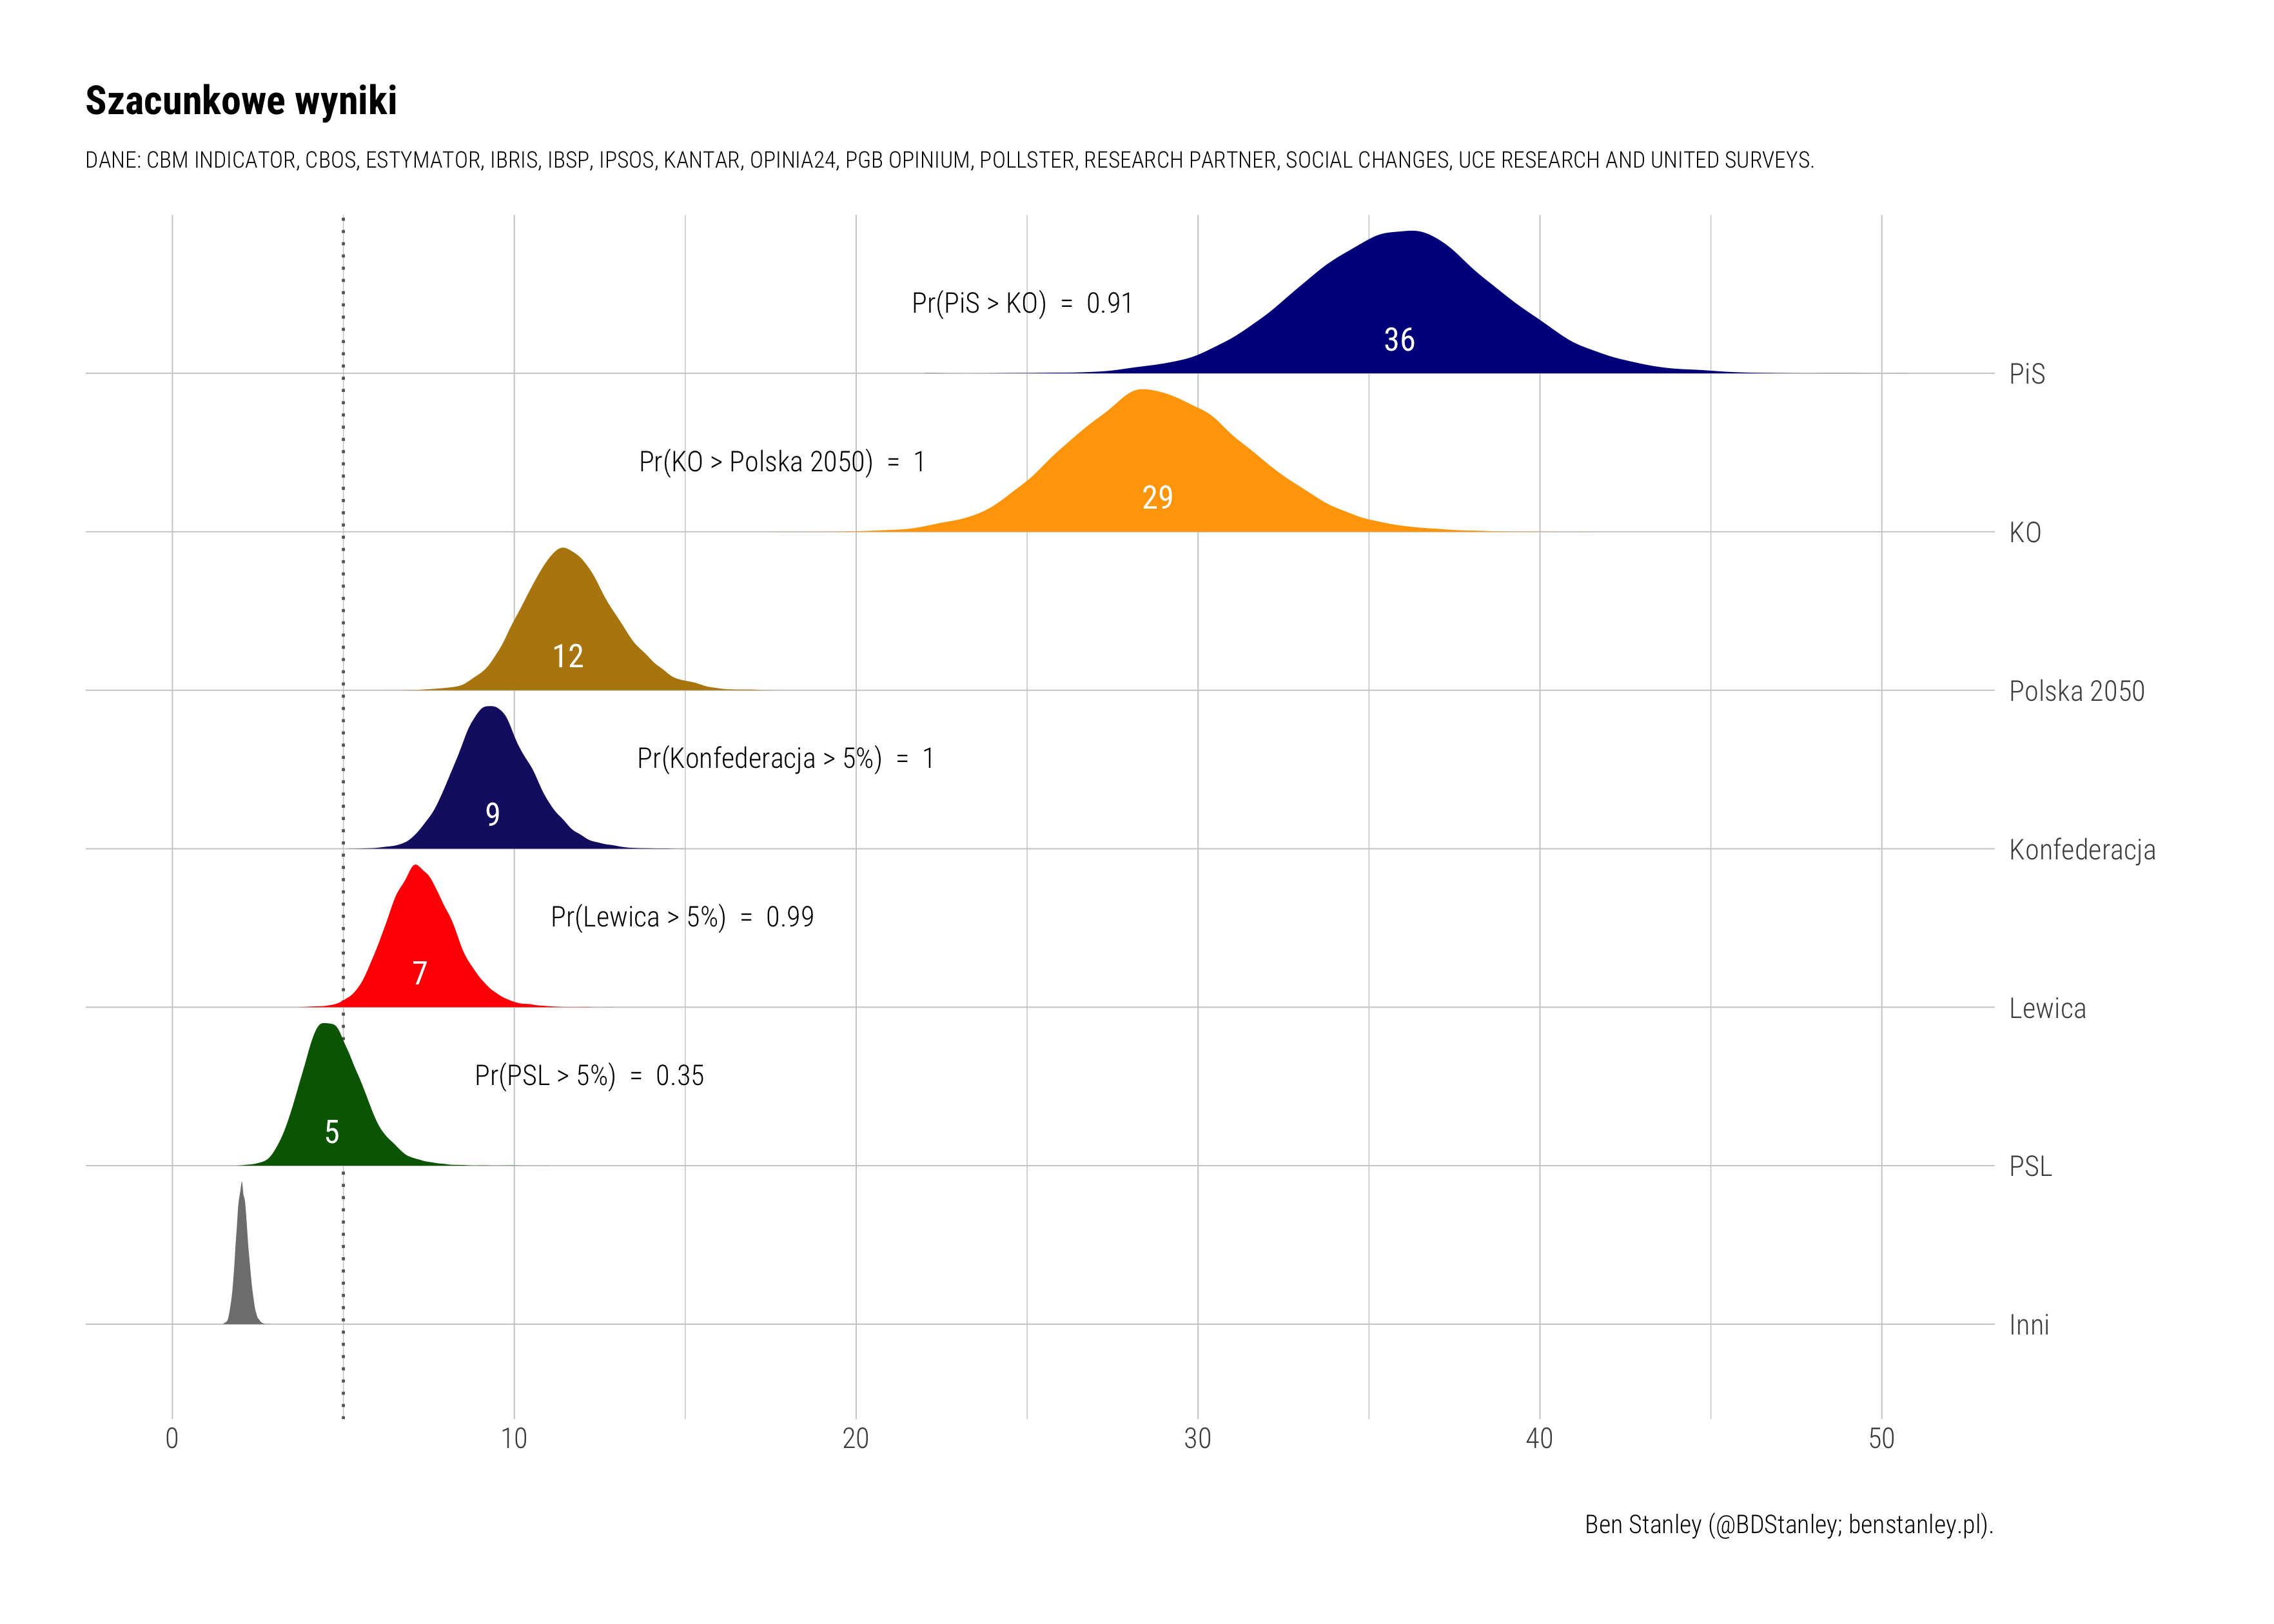 Szacunkowe wyniki
DANE: CBM INDICATOR, CBOS, ESTYMATOR, IBRIS, IBSP, IPSOS, KANTAR, OPINIA24, PGB OPINIUM, POLLSTER, RESEARCH PARTNER, SOCIAL CHANGES, UCE RESEARCH AND UNITED SURVEYS.
Pr(PiS > KO) = 0.91
36
PiS
Pr(KO > Polska 2050) = 1
29
KO
12
Polska 2050
Pr(Konfederacja > 5%) = 1
9
Konfederacja
Pr(Lewica > 5%) = 0.99
7
Lewica
Pr(PSL > 5%) = 0.35
5
PSL
Inni
0 10 20 30 40 50
Ben Stanley (@BDStanley; benstanley.pl).